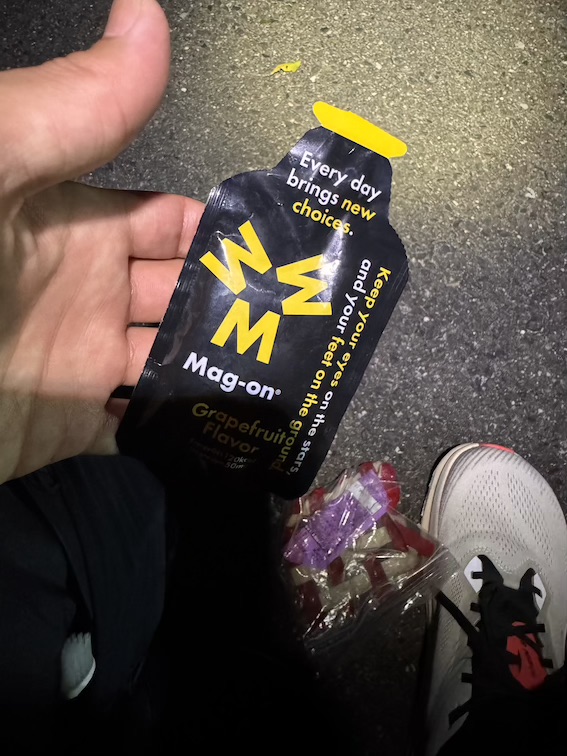 Every day
brings new
choices.
Keep your eyes on the stars,
and your feet on the ground.
Mag-on®
Grapefruit
Flavor